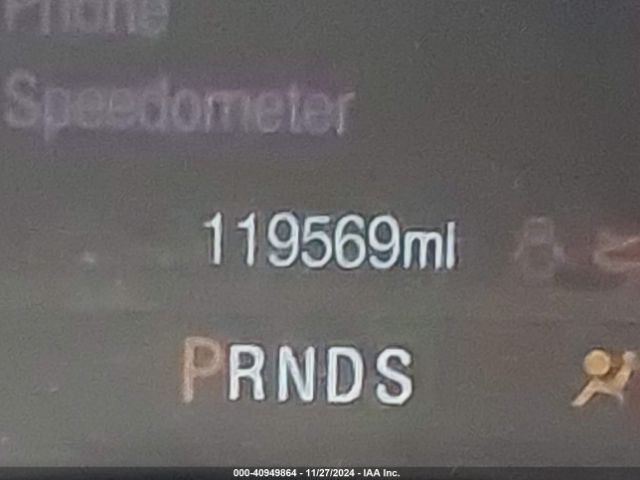 Phone
Speedometer
119569mi
PRNDS
000-40949864 - 11/27/2024 - IAA Inc.